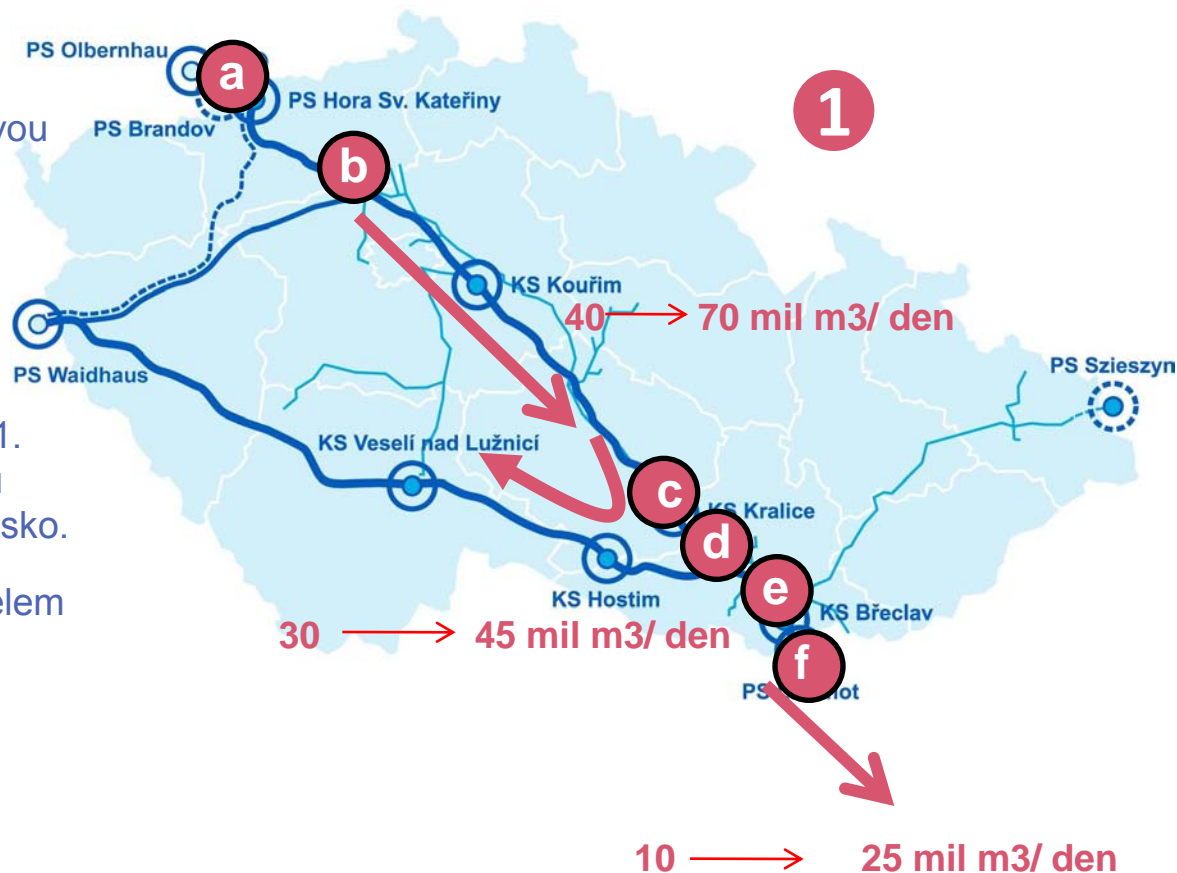 PS Olbernhau
a
PS Hora Sv. Kateřiny
1
vou
PS Brandov
b
KS Kouřim
40 70 mil m3/ den
PS Waidhaus
PS Szieszyn
1.
KS Veselí nad Lužnicí
c
KS Kralice
sko.
d
KS Hostim
e
elem
KS Břeclav
30 45 mil m3/ den
f
PS
10 25 mil m3/ den